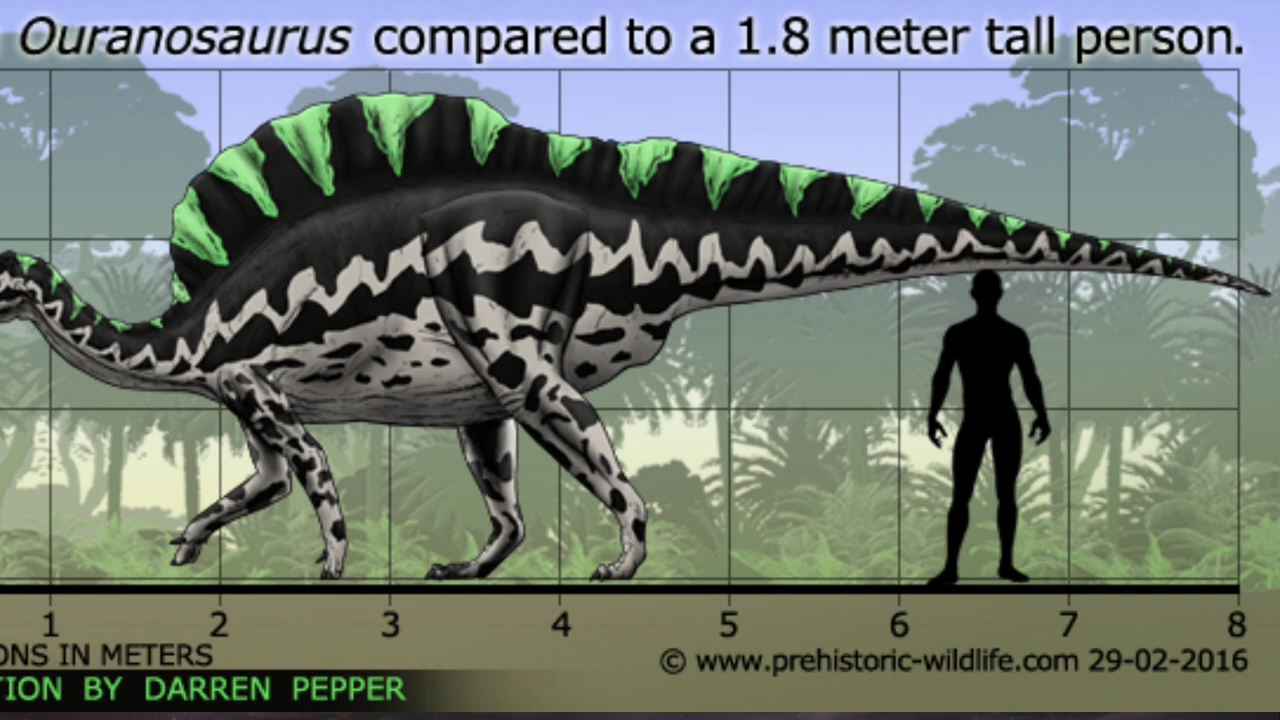 Ouranosaurus compared to a 1.8 meter tall person.
1 2 3 4 5 6 7 8
ONS IN METERS
© www.prehistoric-wildlife.com 29-02-2016
TION BY DARREN PEPPER